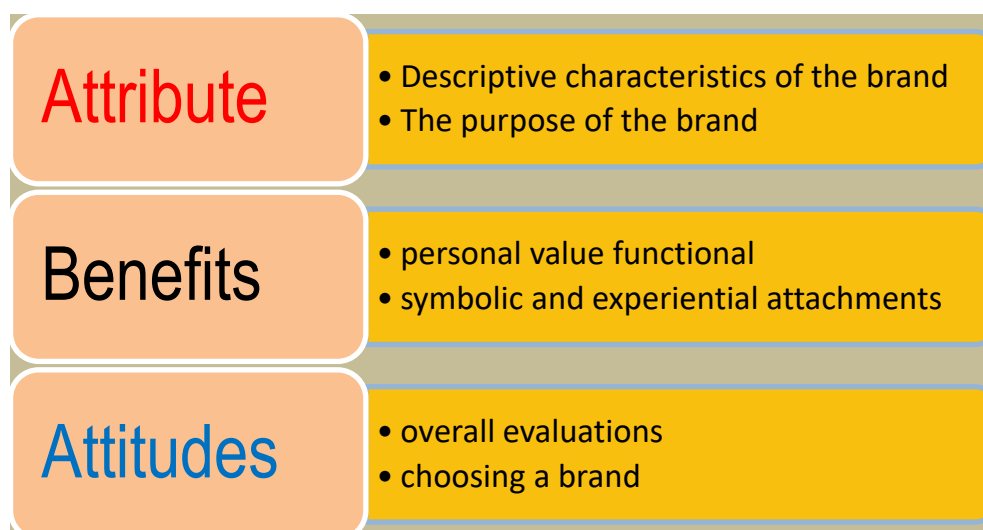 Attribute
• Descriptive characteristics of the brand
• The purpose of the brand
Benefits
• personal value functional
• symbolic and experiential attachments
Attitudes
• overall evaluations
• choosing a brand